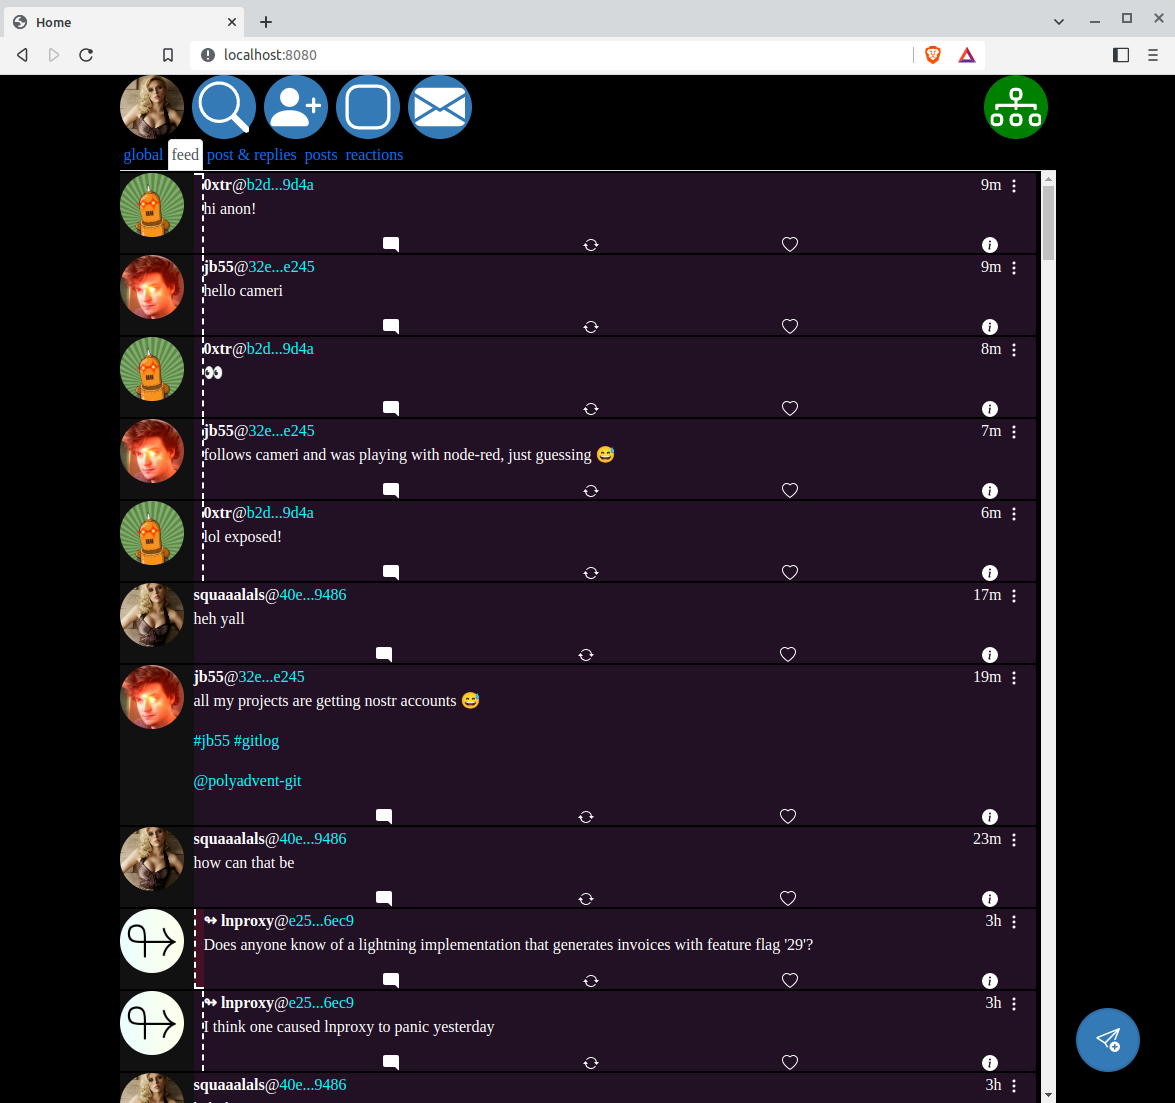 Home
localhost:8080
global feed post & replies posts reactions
0xtr@b2d...9d4a 9m
hi anon!
jb55@32e...e245 9m
hello cameri
0xtr@b2d...9d4a 8m
👀
jb55@32e...e245 7m
follows cameri and was playing with node-red, just guessing 😅
0xtr@b2d...9d4a 6m
lol exposed!
squaaalals@40e...9486 17m
heh yall
jb55@32e...e245 19m
all my projects are getting nostr accounts 😅
#jb55 #gitlog
@polyadvent-git
squaaalals@40e...9486 23m
how can that be
↬ lnproxy@e25...6ec9 3h
Does anyone know of a lightning implementation that generates invoices with feature flag '29'?
↬ lnproxy@e25...6ec9 3h
I think one caused lnproxy to panic yesterday
squaaalals@40e...9486 3h